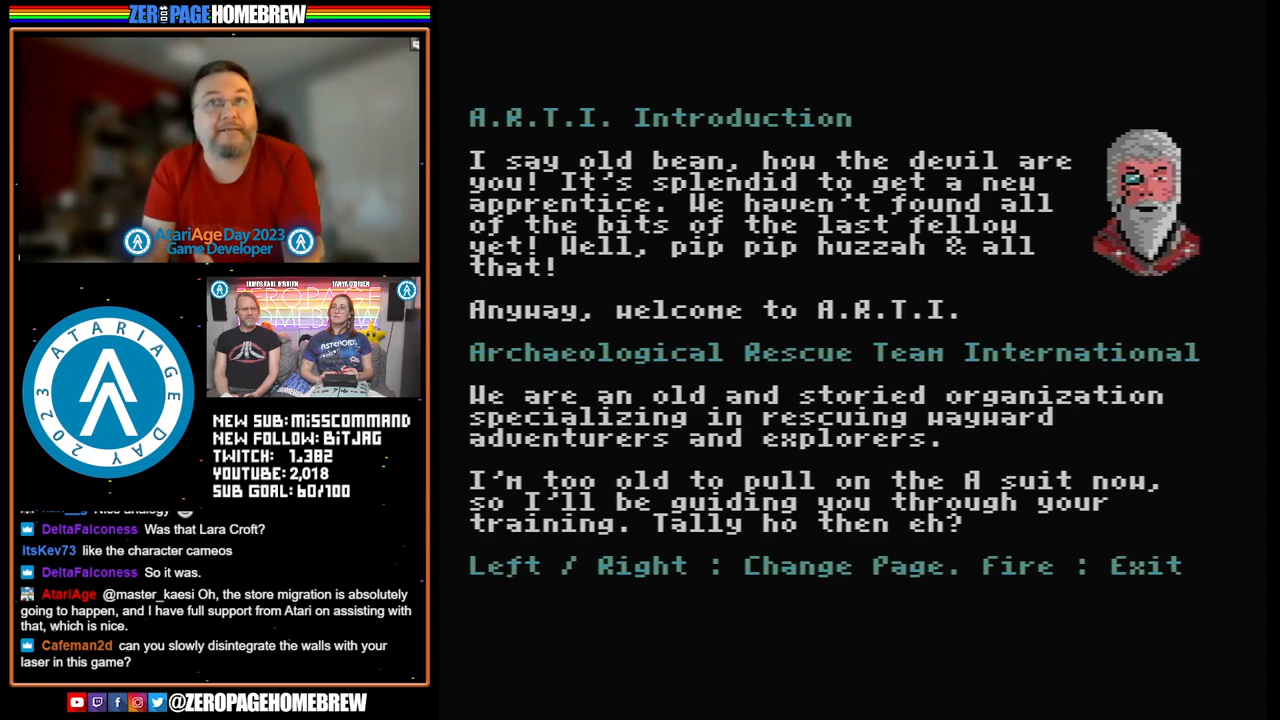 ZEROPAGE HOMEBREW
AtariAge Day 2023
Game Developer
ATARIAGE DAY 2023
TANYA O'BRIEN
ZEROPAGE
HOMEBREW
ASTEROIDS
NEW SUB: MISSCOMMAND
NEW FOLLOW: BITJAG
TWITCH: 1,382
YOUTUBE: 2,018
SUB GOAL: 60/100
DeltaFalconess Was that Lara Croft?
itsKev73 like the character cameos
DeltaFalconess So it was.
AtariAge @master_kaesi Oh, the store migration is absolutely
going to happen, and I have full support from Atari on assisting with
that, which is nice.
Cafeman2d can you slowly disintegrate the walls with your
laser in this game?
@ZEROPAGEHOMEBREW
A.R.T.I. Introduction
I say old bean, how the devil are
you! It's splendid to get a new
apprentice. We haven't found all
of the bits of the last fellow
yet! Well, pip pip huzzah & all
that!
Anyway, welcome to A.R.T.I.
Archaeological Rescue Team International
We are an old and storied organization
specializing in rescuing wayward
adventurers and explorers.
I'm too old to pull on the A suit now,
so I'll be guiding you through your
training. Tally ho then eh?
Left / Right : Change Page. Fire : Exit